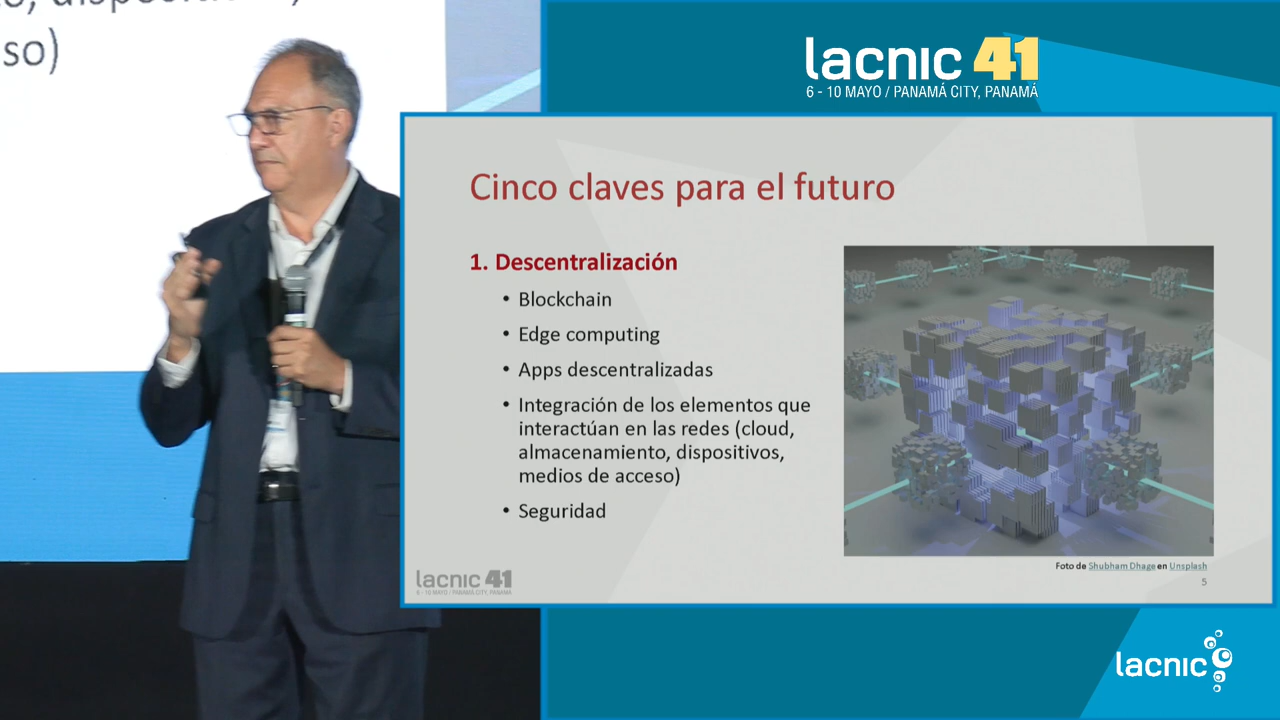 so)
lacnic 41
6 - 10 MAYO / PANAMÁ CITY, PANAMÁ
Cinco claves para el futuro
1. Descentralización
• Blockchain
• Edge computing
• Apps descentralizadas
• Integración de los elementos que
interactúan en las redes (cloud,
almacenamiento, dispositivos,
medios de acceso)
• Seguridad
Foto de Shubham Dhage en Unsplash
5
lacnic 41
6 - 10 MAYO / PANAMÁ CITY, PANAMÁ
lacnic